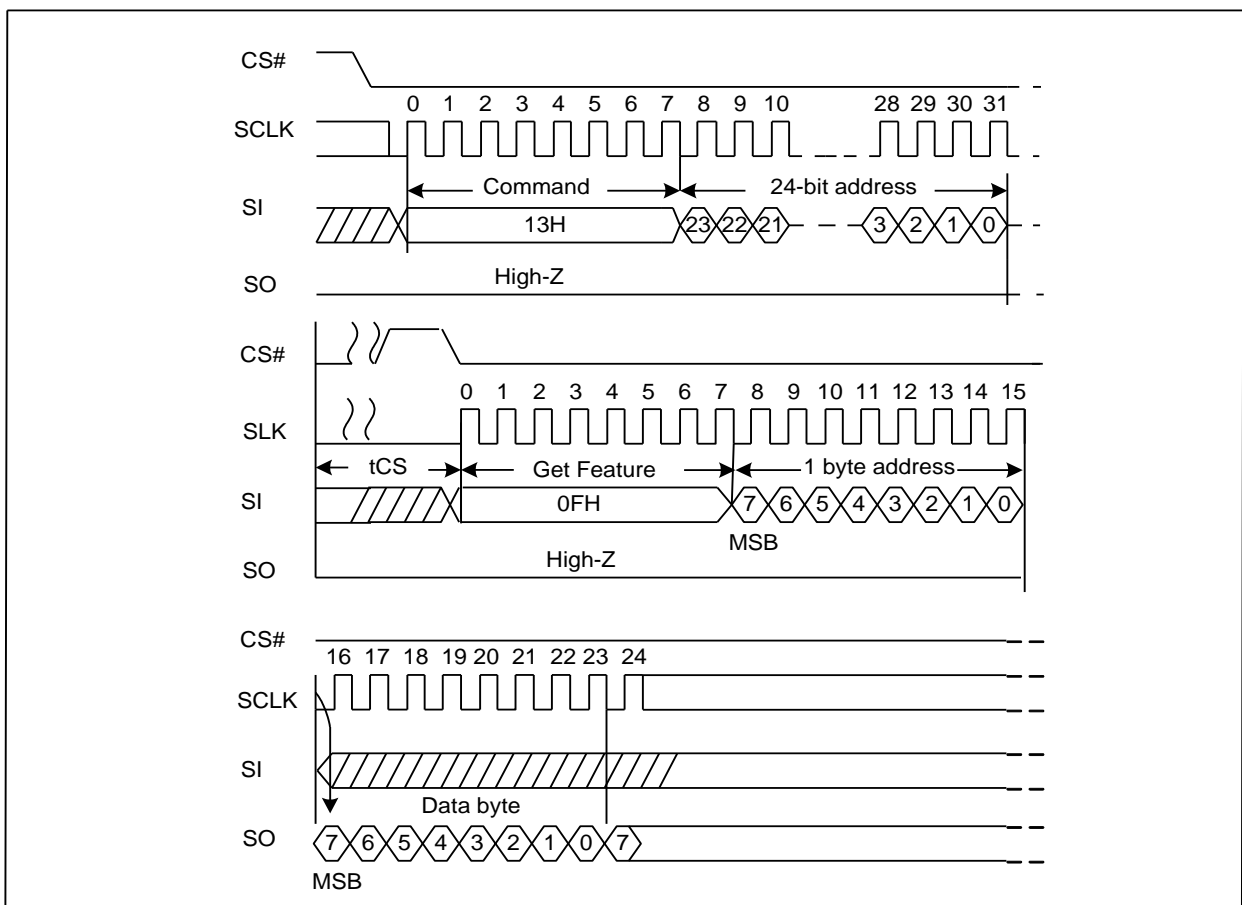 CS#
0 1 2 3 4 5 6 7 8 9 10 28 29 30 31
SCLK
Command 24-bit address
SI
13H 23 22 21 3 2 1 0
High-Z
SO
CS#
0 1 2 3 4 5 6 7 8 9 10 11 12 13 14 15
SLK
tCS Get Feature 1 byte address
SI 0FH 7 6 5 4 3 2 1 0
MSB
High-Z
SO
CS#
16 17 18 19 20 21 22 23 24
SCLK
SI
Data byte
SO 7 6 5 4 3 2 1 0 7
MSB